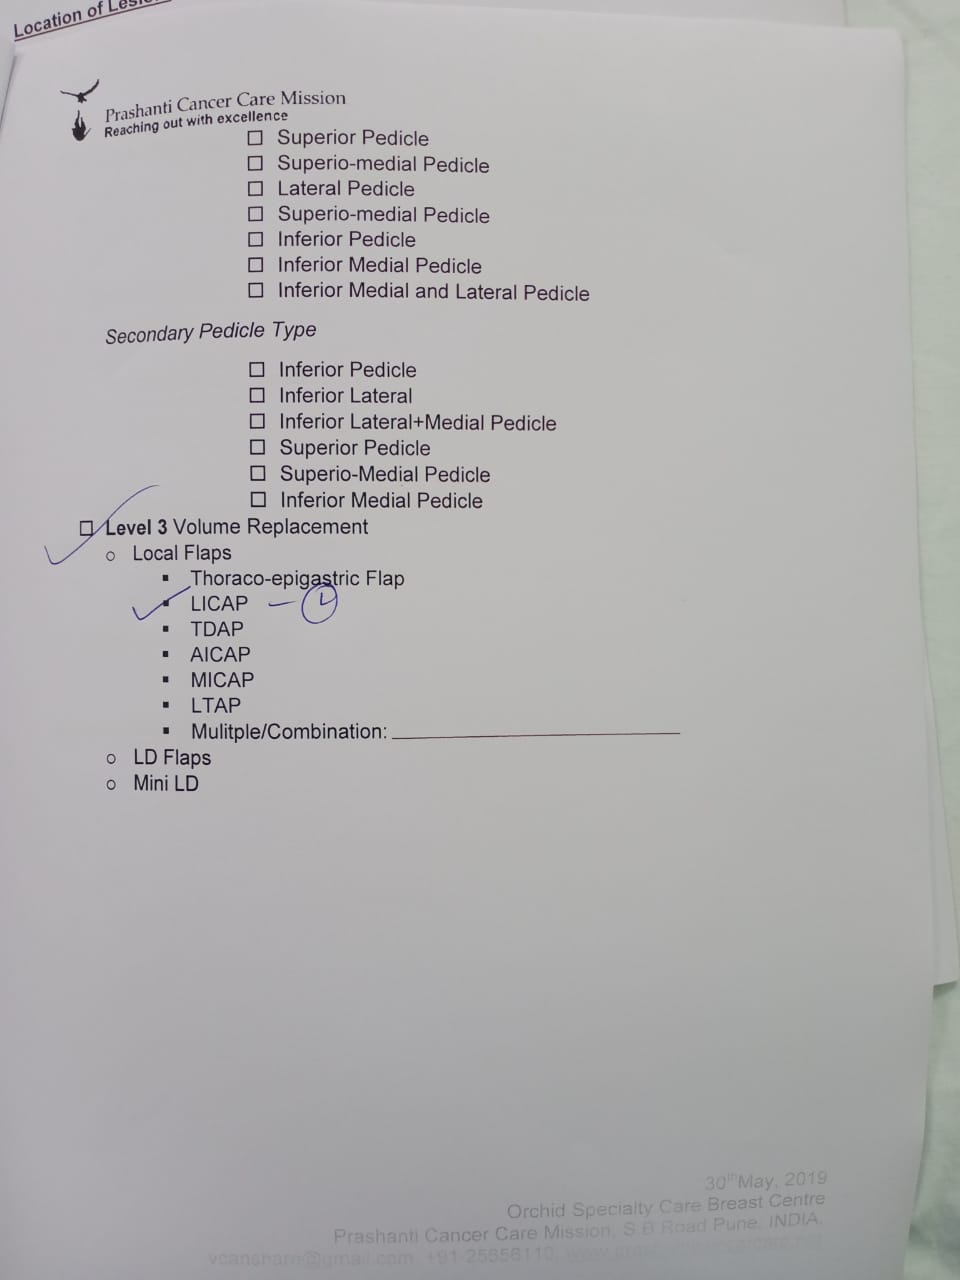 Location of
Prashanti Cancer Care Mission
Reaching out with excellence
☐ Superior Pedicle
☐ Superio-medial Pedicle
☐ Lateral Pedicle
☐ Superio-medial Pedicle
☐ Inferior Pedicle
☐ Inferior Medial Pedicle
☐ Inferior Medial and Lateral Pedicle
Secondary Pedicle Type
☐ Inferior Pedicle
☐ Inferior Lateral
☐ Inferior Lateral+Medial Pedicle
☐ Superior Pedicle
☐ Superio-Medial Pedicle
☐ Inferior Medial Pedicle
☐ Level 3 Volume Replacement
o Local Flaps
▪ Thoraco-epigastric Flap
▪ LICAP — L
▪ TDAP
▪ AICAP
▪ MICAP
▪ LTAP
▪ Mulitple/Combination:
o LD Flaps
o Mini LD
30th May, 2019
Orchid Specialty Care Breast Centre
Prashanti Cancer Care Mission, S B Road Pune, INDIA.
vcanshare@gmail.com, +91 25656110,